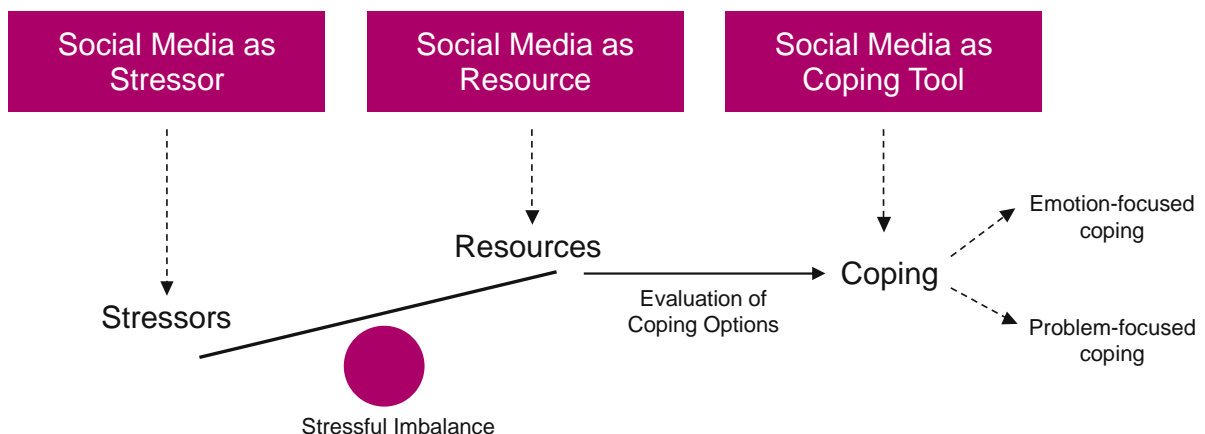 Social Media as
Stressor
Social Media as
Resource
Social Media as
Coping Tool
Stressors
Resources
Stressful Imbalance
Evaluation of
Coping Options
Coping
Emotion-focused
coping
Problem-focused
coping